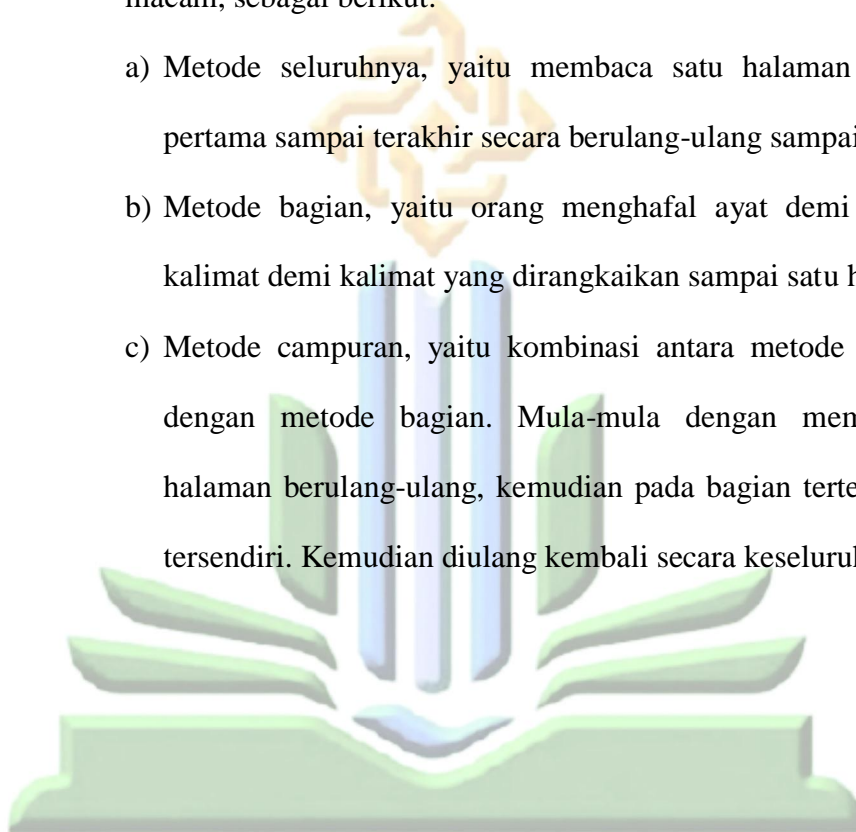 macam, sebagai berikut:
a) Metode seluruhnya, yaitu membaca satu halaman
pertama sampai terakhir secara berulang-ulang sampai
b) Metode bagian, yaitu orang menghafal ayat demi
kalimat demi kalimat yang dirangkaikan sampai satu
c) Metode campuran, yaitu kombinasi antara metode
dengan metode bagian. Mula-mula dengan
halaman berulang-ulang, kemudian pada bagian
tersendiri. Kemudian diulang kembali secara